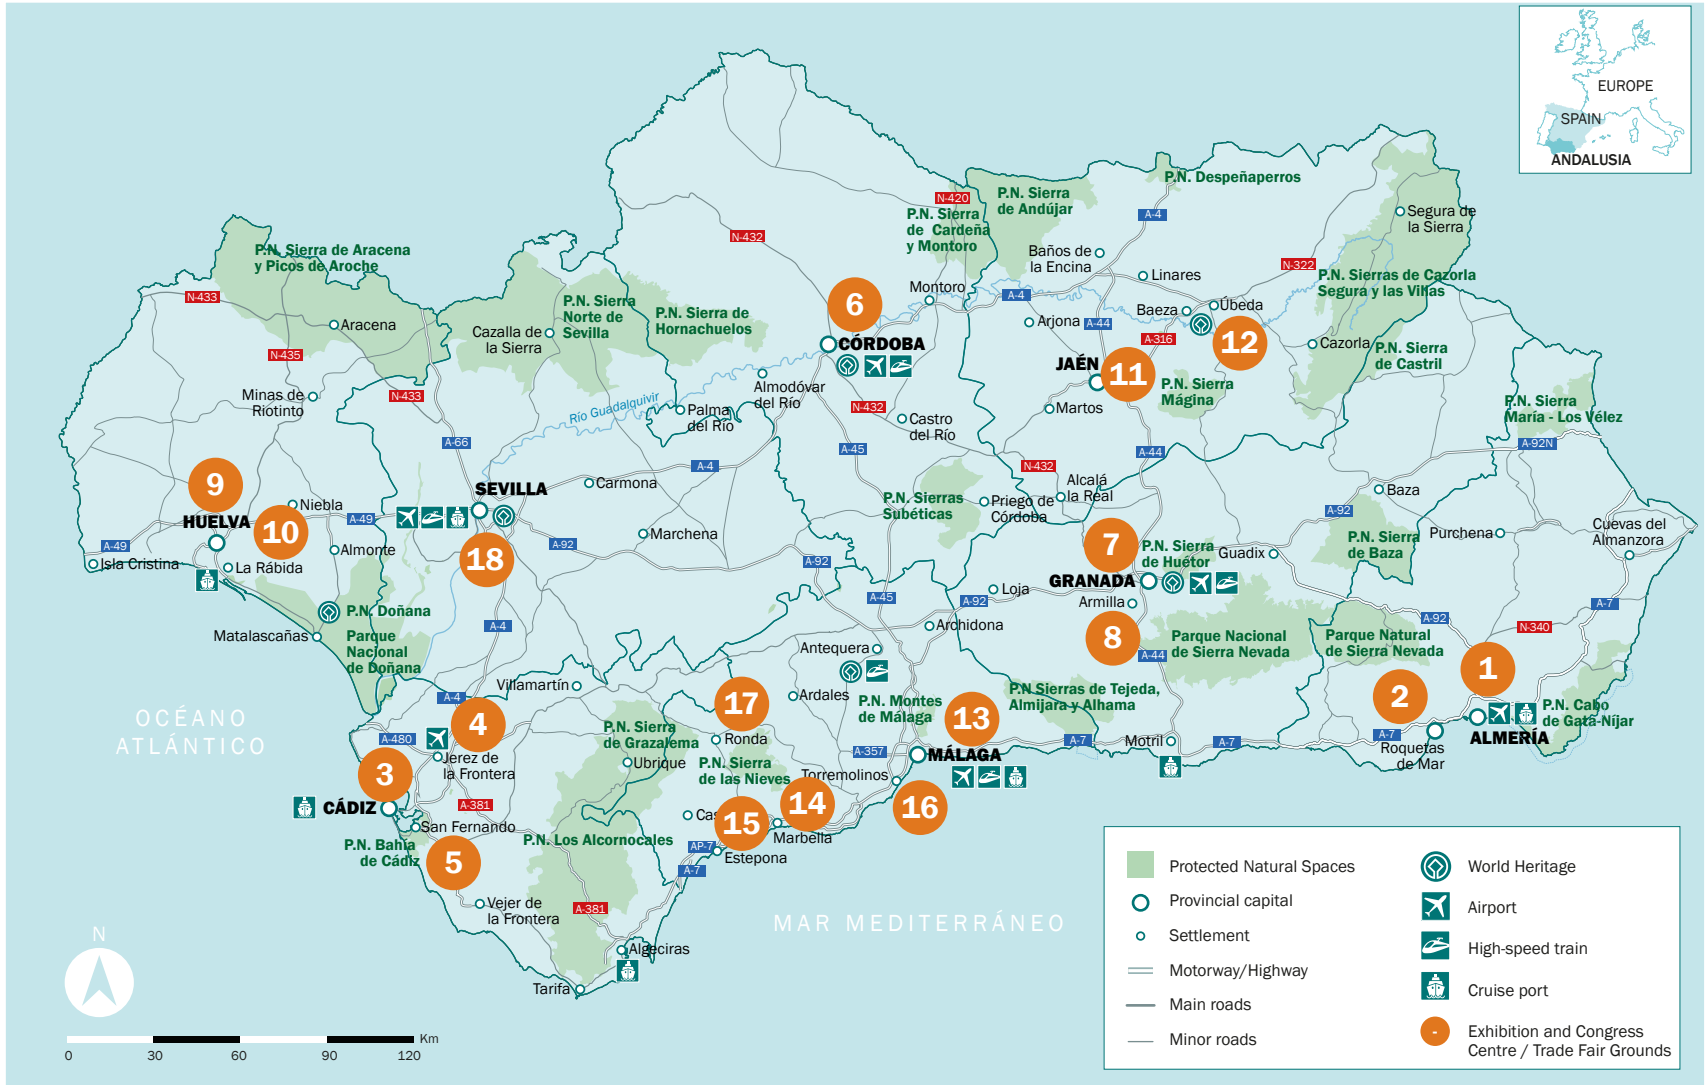 EUROPE
SPAIN
ANDALUSIA
P.N. Despeñaperros
P.N. Sierra
de Andújar
N-420
P.N. Sierra
de Cardeña
y Montoro
A-4
Segura de
la Sierra
N-432
P.N. Sierra de Aracena
y Picos de Aroche
Baños de
la Encina
Linares
N-322
P.N. Sierras de Cazorla
Segura y las Villas
N-433
P.N. Sierra
Norte de
Sevilla
P.N. Sierra de
Hornachuelos
6
Montoro
A-4
Baeza
Úbeda
Aracena
Cazalla de
la Sierra
CÓRDOBA
Arjona
A-44
A-316
12
Cazorla
P.N. Sierra
de Castril
N-435
JAÉN
11
P.N. Sierra
Mágina
Minas de
Ríotinto
N-433
Río Guadalquivir
Almodóvar
del Río
Palma
del Río
N-432
Castro
del Río
Martos
P.N. Sierra
María - Los Vélez
A-66
A-4
A-45
A-44
A-92N
N-432
Alcalá
la Real
9
SEVILLA
Carmona
P.N. Sierras
Subéticas
Priego de
Córdoba
Baza
Niebla
HUELVA
10
A-49
A-92
A-49
Almonte
Marchena
A-92
7
P.N. Sierra
de Huétor
Guadix
A-92
P.N. Sierra
de Baza
Purchena
Cuevas del
Almanzora
Isla Cristina
La Rábida
18
GRANADA
Loja
A-45
A-92
Armilla
A-7
P.N. Doñana
Matalascañas
Parque
Nacional
de Doñana
A-4
Archidona
8
A-44
Parque Nacional
de Sierra Nevada
Parque Natural
de Sierra Nevada
A-92
N-340
Antequera
1
Villamartín
A-4
17
Ardales
P.N. Montes
de Málaga
13
P.N. Sierras de Tejeda,
Almijara y Alhama
2
P.N. Cabo
de Gata-Níjar
OCÉANO
ATLÁNTICO
A-480
4
P.N. Sierra
de Grazalema
Ronda
A-357
MÁLAGA
A-7
Motril
A-7
A-7
Roquetas
de Mar
ALMERÍA
Jerez de
la Frontera
Ubrique
P.N. Sierra
de las Nieves
Torremolinos
3
CÁDIZ
A-381
14
16
San Fernando
15
Marbella
P.N. Bahía
de Cádiz
5
P.N. Los Alcornocales
AP-7
Estepona
A-7
Vejer de
la Frontera
A-381
MAR MEDITERRÁNEO
Algeciras
Tarifa
N
0
30
60
90
120
Km
Protected Natural Spaces
Provincial capital
Settlement
Motorway/Highway
Main roads
Minor roads
World Heritage
Airport
High-speed train
Cruise port
-
Exhibition and Congress
Centre / Trade Fair Grounds